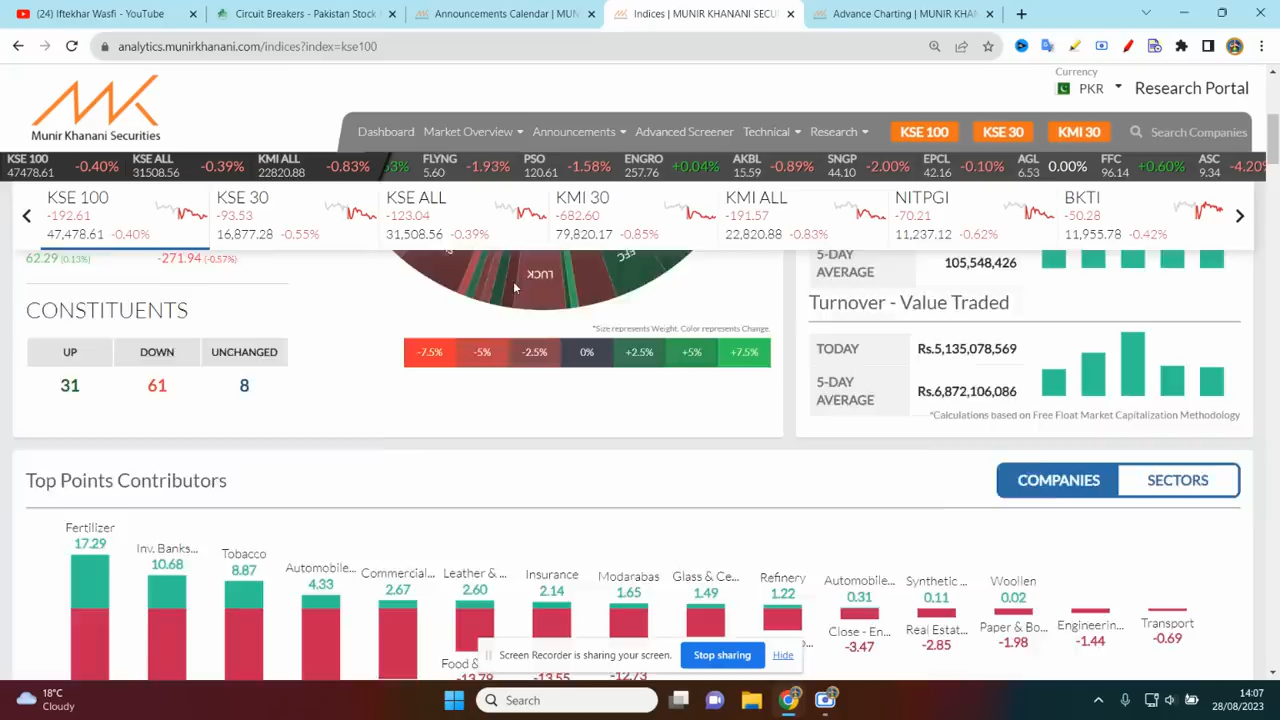 (24) Iftekhar Wasfi - YouTube
Circuit Breakers - Pakistan Stock
Announcements Calendar | MUN
Indices | MUNIR KHANANI SECU
Advance Charting | MUNIR KHAN
analytics.munirkhanani.com/indices?index=kse100
Munir Khanani Securities
Currency
PKR
Research Portal
Dashboard Market Overview Announcements Advanced Screener Technical Research KSE 100 KSE 30 KMI 30 Search Companies
KSE 100 47478.61 -0.40%
KSE ALL 31508.56 -0.39%
KMI ALL 22820.88 -0.83%
3%
FLYNG 5.60 -1.93%
PSO 120.61 -1.58%
ENGRO 257.76 +0.04%
AKBL 15.59 -0.89%
SNGP 44.10 -2.00%
EPCL 42.16 -0.10%
AGL 6.53 0.00%
FFC 96.14 +0.60%
ASC 9.34 -4.20%
KSE 100
-192.61
47,478.61 -0.40%
KSE 30
-93.53
16,877.28 -0.55%
KSE ALL
-123.04
31,508.56 -0.39%
KMI 30
-682.60
79,820.17 -0.85%
KMI ALL
-191.57
22,820.88 -0.83%
NITPGI
-70.21
11,237.12 -0.62%
BKTI
-50.28
11,955.78 -0.42%
62.29 (0.13%) -271.94 (-0.57%)
CONSTITUENTS
UP DOWN UNCHANGED
31 61 8
LUCK
EFC
*Size represents Weight, Color represents Change.
-7.5% -5% -2.5% 0% +2.5% +5% +7.5%
5-DAY AVERAGE 105,548,426
Turnover - Value Traded
TODAY Rs.5,135,078,569
5-DAY AVERAGE Rs.6,872,106,086
*Calculations based on Free Float Market Capitalization Methodology
Top Points Contributors
COMPANIES SECTORS
Fertilizer
17.29
Inv. Banks...
10.68
Tobacco
8.87
Automobile...
4.33
Commercial...
2.67
Leather & ...
2.60
Insurance
2.14
Modarabas
1.65
Glass & Ce...
1.49
Refinery
1.22
Automobile...
0.31
Synthetic ...
0.11
Woollen
0.02
Close - En...
-3.47
Real Estat...
-2.85
Paper & Bo...
-1.98
Engineerin...
-1.44
Transport
-0.69
Food &
-13.79
-13.55
-12.73
Screen Recorder is sharing your screen.
Stop sharing
Hide
18°C
Cloudy
Search
14:07
28/08/2023